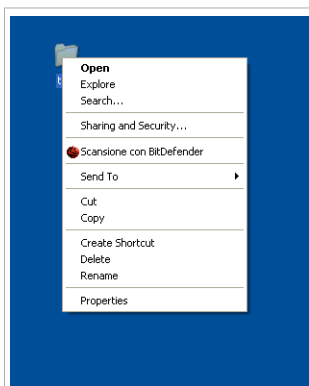 Open
Explore
Search...
Sharing and Security...
Scansione con BitDefender
Send To
Cut
Copy
Create Shortcut
Delete
Rename
Properties